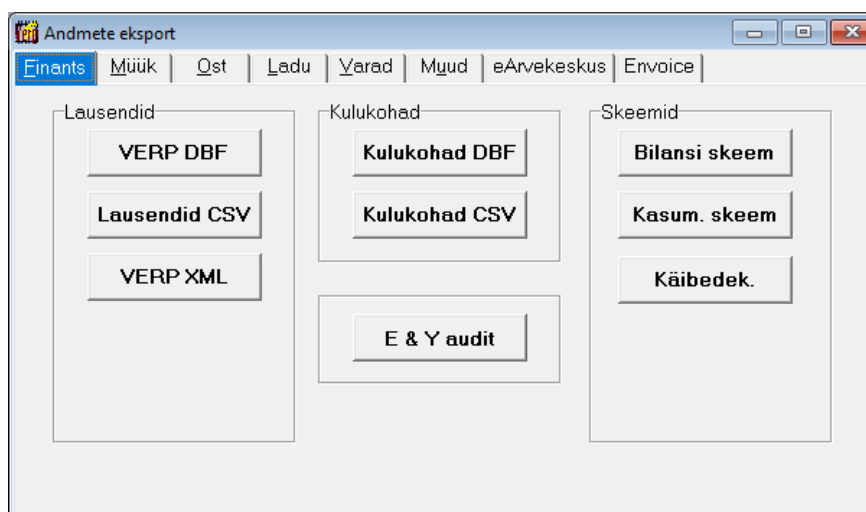 Andmete eksport
Finants Müük Ost Ladu Varad Muud eArvekeskus Envoice
Lausendid
VERP DBF
Lausendid CSV
VERP XML
Kulukohad
Kulukohad DBF
Kulukohad CSV
E & Y audit
Skeemid
Bilansi skeem
Kasum. skeem
Käibedek.